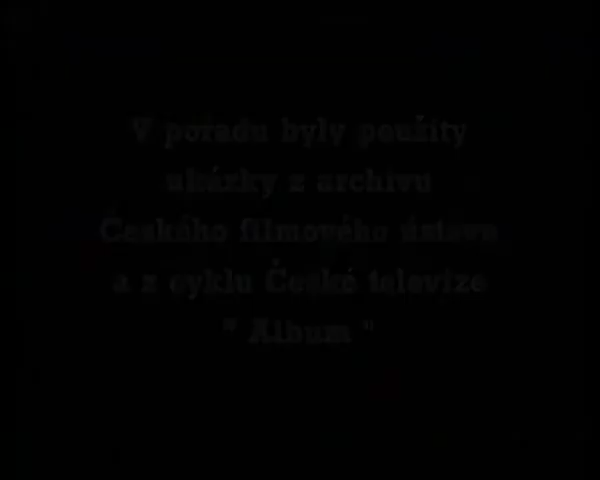 V pořadu byly použity
ukázky z archivu
Českého filmového ústavu
a z cyklu České televize
" Album "